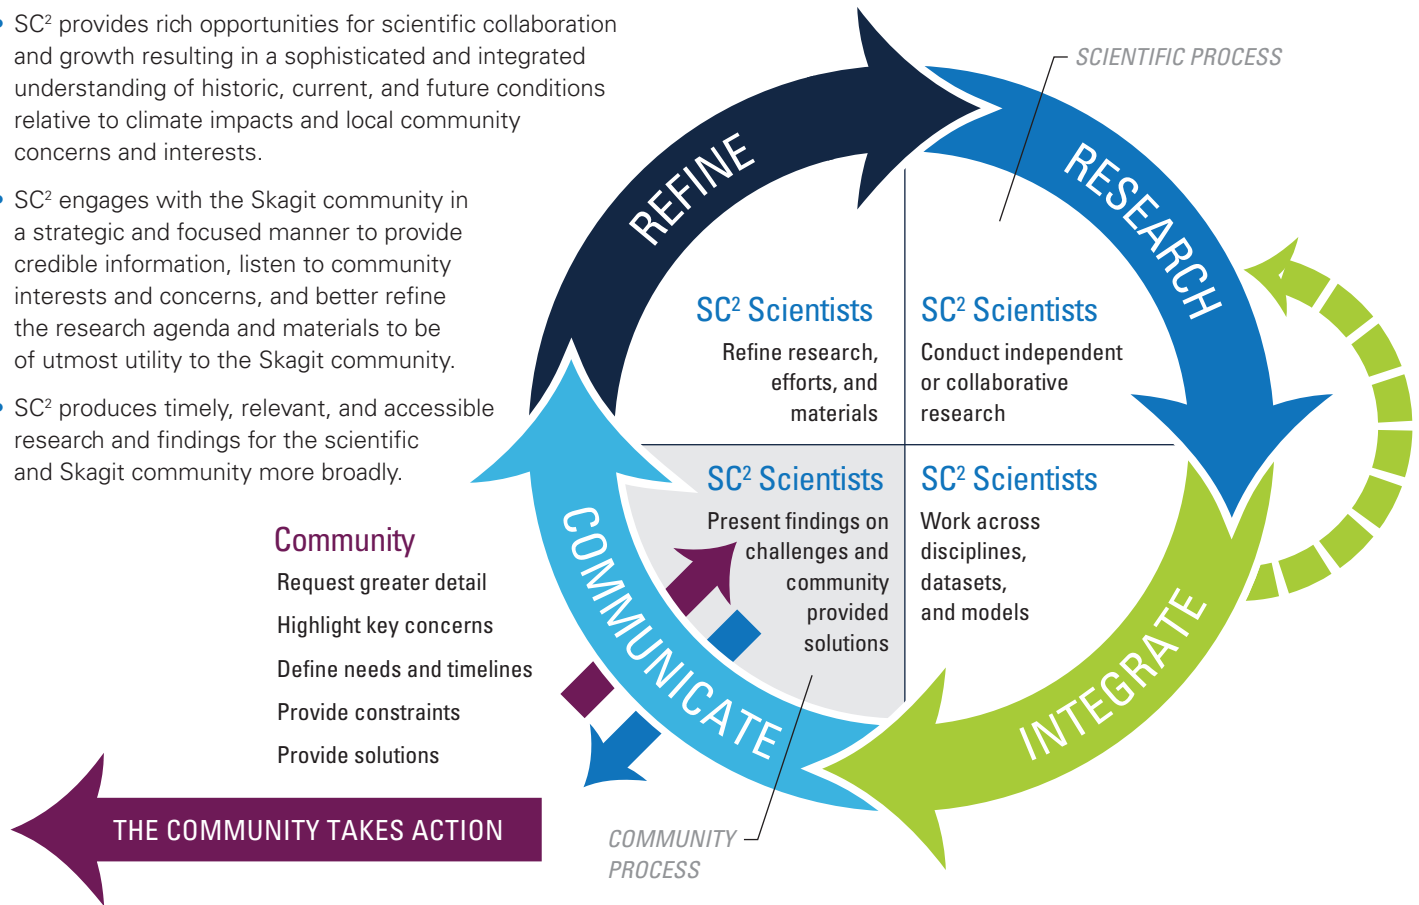 • SC² provides rich opportunities for scientific collaboration
and growth resulting in a sophisticated and integrated
understanding of historic, current, and future conditions
relative to climate impacts and local community
concerns and interests.
• SC² engages with the Skagit community in
a strategic and focused manner to provide
credible information, listen to community
interests and concerns, and better refine
the research agenda and materials to be
of utmost utility to the Skagit community.
• SC² produces timely, relevant, and accessible
research and findings for the scientific
and Skagit community more broadly.
SCIENTIFIC PROCESS
REFINE
RESEARCH
SC² Scientists
Refine research,
efforts, and
materials
SC² Scientists
Conduct independent
or collaborative
research
SC² Scientists
Present findings on
challenges and
community
provided
solutions
SC² Scientists
Work across
disciplines,
datasets,
and models
COMMUNICATE
INTEGRATE
Community
Request greater detail
Highlight key concerns
Define needs and timelines
Provide constraints
Provide solutions
THE COMMUNITY TAKES ACTION
COMMUNITY
PROCESS